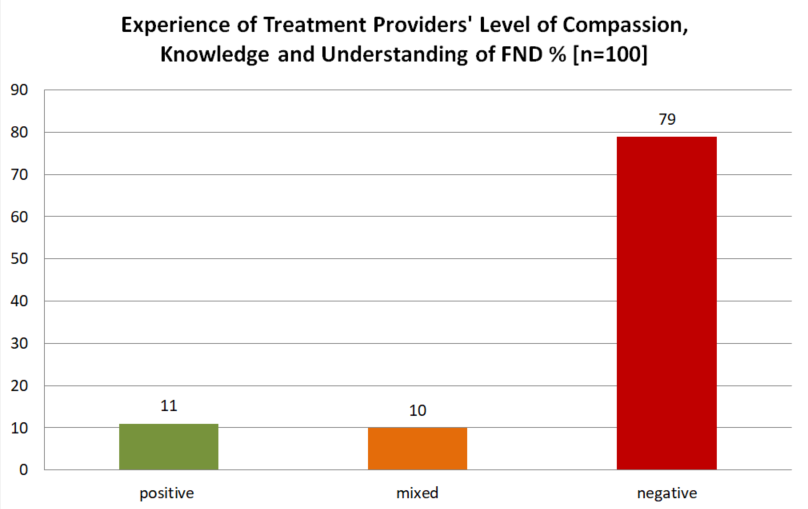 Experience of Treatment Providers' Level of Compassion,
Knowledge and Understanding of FND % [n=100]
90
80
70
60
50
40
30
20
10
0
11
10
79
positive
mixed
negative